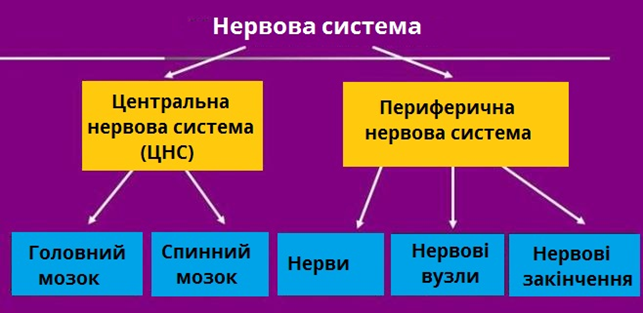 Нервова система
Центральна
нервова система
(ЦНС)
Периферична
нервова система
Головний
мозок
Спинний
мозок
Нерви
Нервові
вузли
Нервові
закінчення